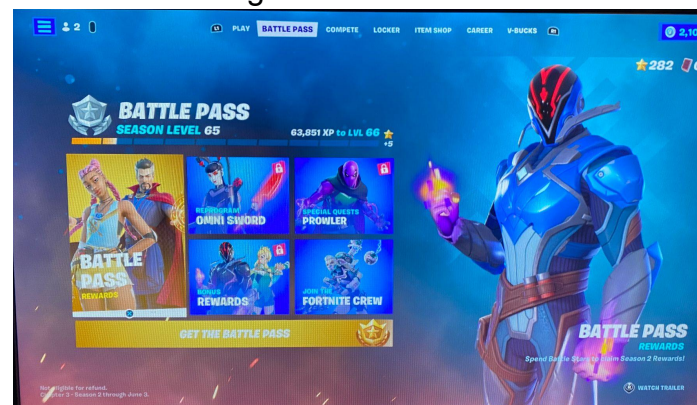 2
PLAY BATTLE PASS COMPETE LOCKER ITEM SHOP CAREER V-BUCKS
282
BATTLE PASS
SEASON LEVEL 65
63,851 XP to LVL 66
+5
REPROGRAM
OMNI SWORD
SPECIAL QUESTS
PROWLER
BATTLE
PASS
REWARDS
BONUS
REWARDS
JOIN THE
FORTNITE CREW
GET THE BATTLE PASS
BATTLE PASS
REWARDS
Spend Battle Stars to Claim Season 2 Rewards!
Not eligible for refund.
Chapter 3 - Season 2 through June 3.
WATCH TRAILER